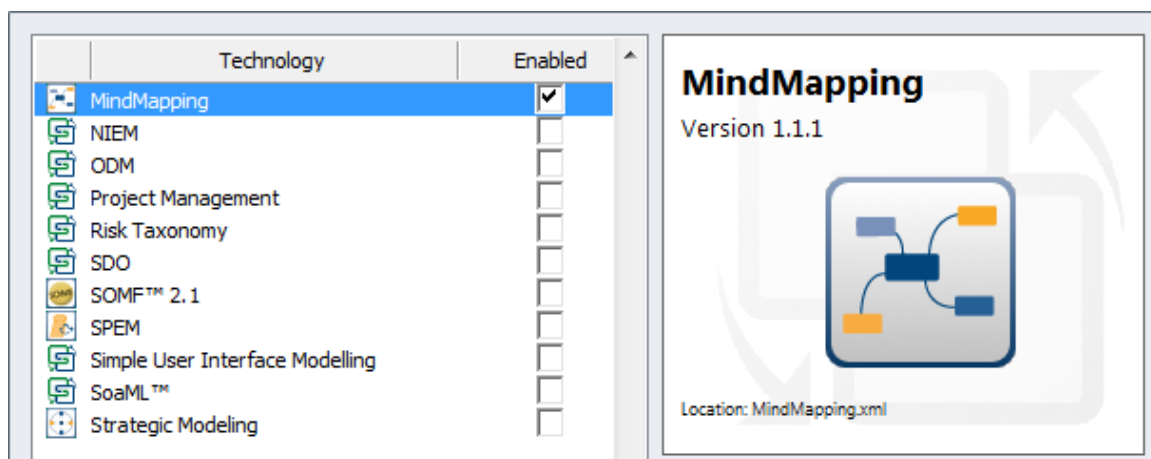 Technology Enabled
MindMapping
NIEM
ODM
Project Management
Risk Taxonomy
SDO
SOMF™ 2.1
SPEM
Simple User Interface Modelling
SoaML™
Strategic Modeling
MindMapping
Version 1.1.1
Location: MindMapping.xml